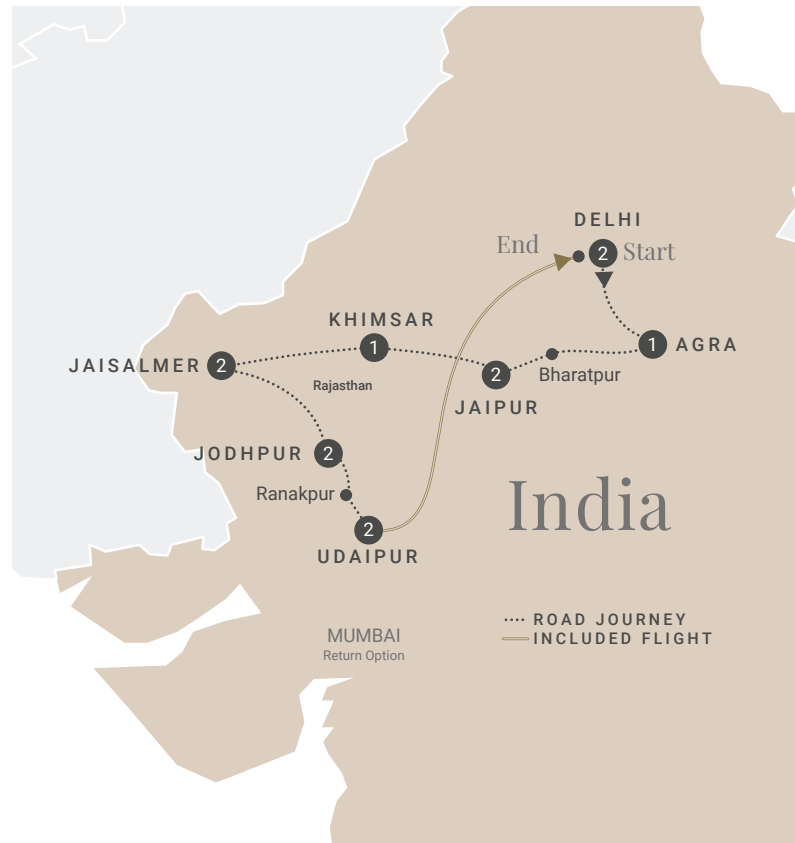 DELHI
End
2
Start
KHIMSAR
1
JAISALMER 2
1 AGRA
2
Bharatpur
Rajasthan
JAIPUR
JODHPUR 2
Ranakpur
India
2
UDAIPUR
ROAD JOURNEY
INCLUDED FLIGHT
MUMBAI
Return Option